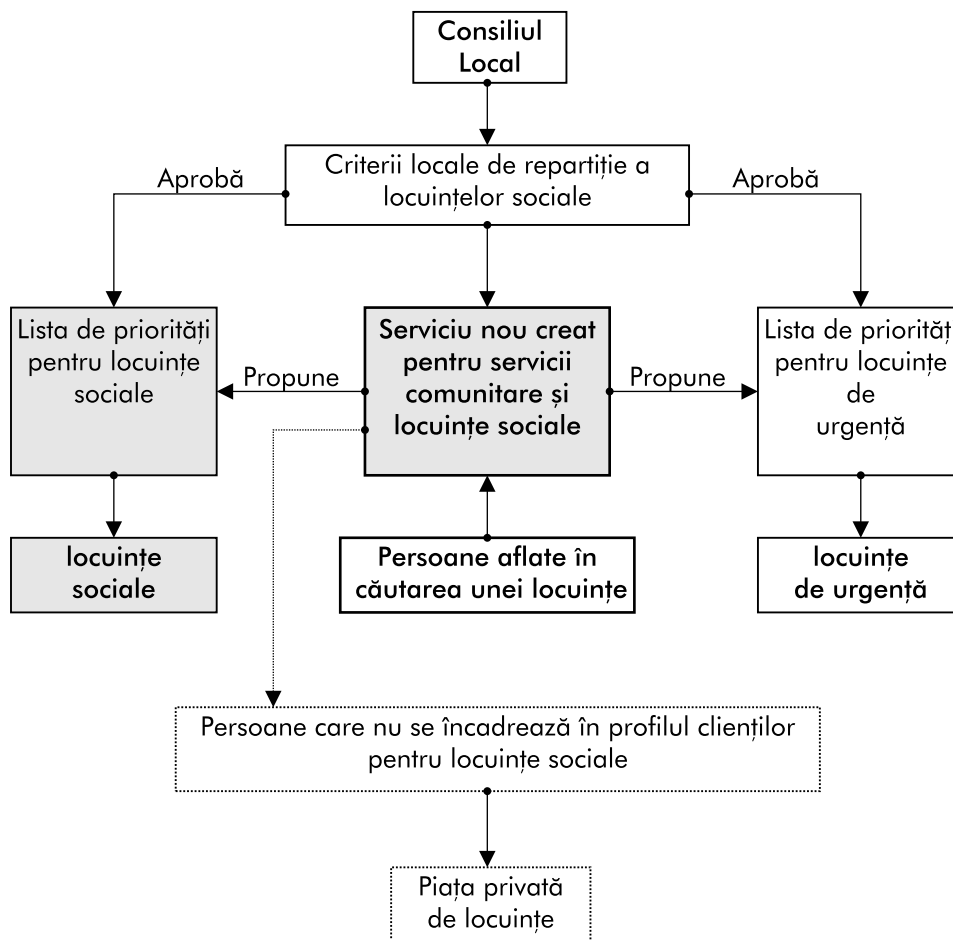 Consiliul
Local
Criterii locale de repartiție a
locuințelor sociale
Aprobă
Aprobă
Lista de priorități
pentru locuințe
sociale
Propune
Serviciu nou creat
pentru servicii
comunitare și
locuințe sociale
Propune
Lista de priorităț
pentru locuințe
de
urgență
locuințe
sociale
Persoane aflate în
căutarea unei locuințe
locuințe
de urgență
Persoane care nu se încadrează în profilul clienților
pentru locuințe sociale
Piața privată
de locuințe